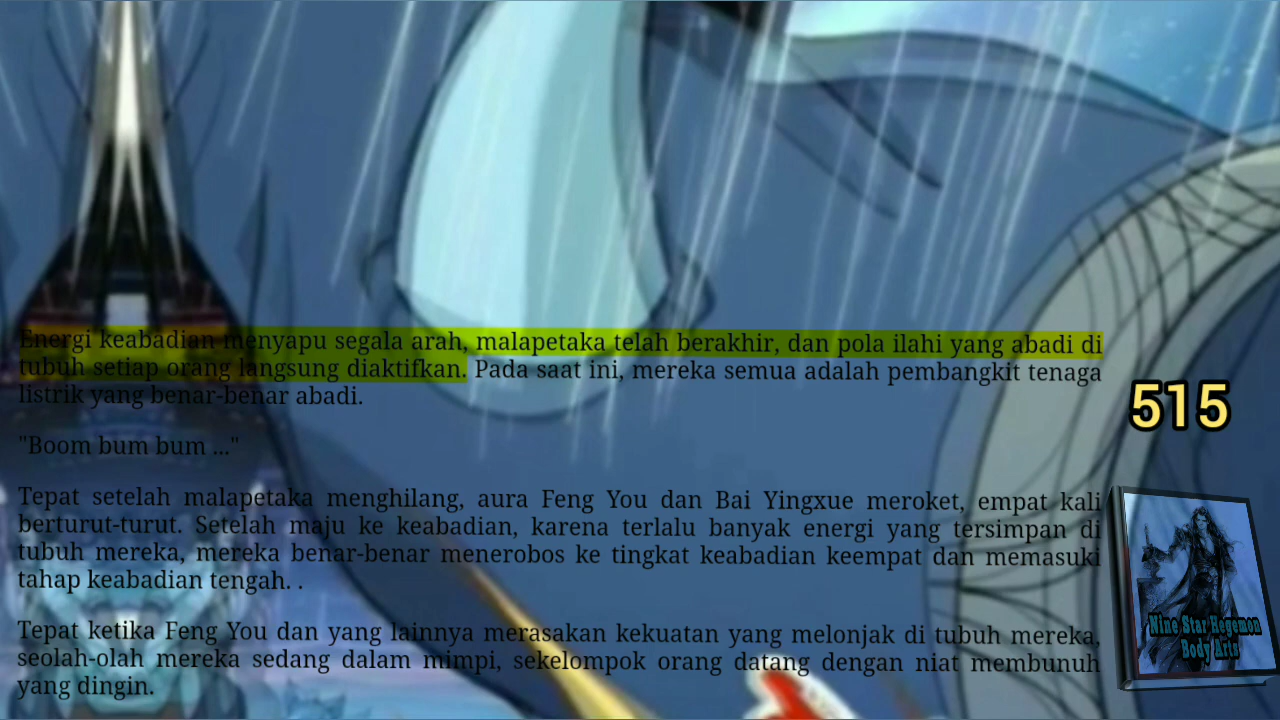 Energi keabadian menyapu segala arah, malapetaka telah berakhir, dan pola ilahi yang abadi di
tubuh setiap orang langsung diaktifkan. Pada saat ini, mereka semua adalah pembangkit tenaga
listrik yang benar-benar abadi.
"Boom bum bum ..."
Tepat setelah malapetaka menghilang, aura Feng You dan Bai Yingxue meroket, empat kali
berturut-turut. Setelah maju ke keabadian, karena terlalu banyak energi yang tersimpan di
tubuh mereka, mereka benar-benar menerobos ke tingkat keabadian keempat dan memasuki
tahap keabadian tengah. .
Tepat ketika Feng You dan yang lainnya merasakan kekuatan yang melonjak di tubuh mereka,
seolah-olah mereka sedang dalam mimpi, sekelompok orang datang dengan niat membunuh
yang dingin.
515
Nine Star Hegemon
Body Arts